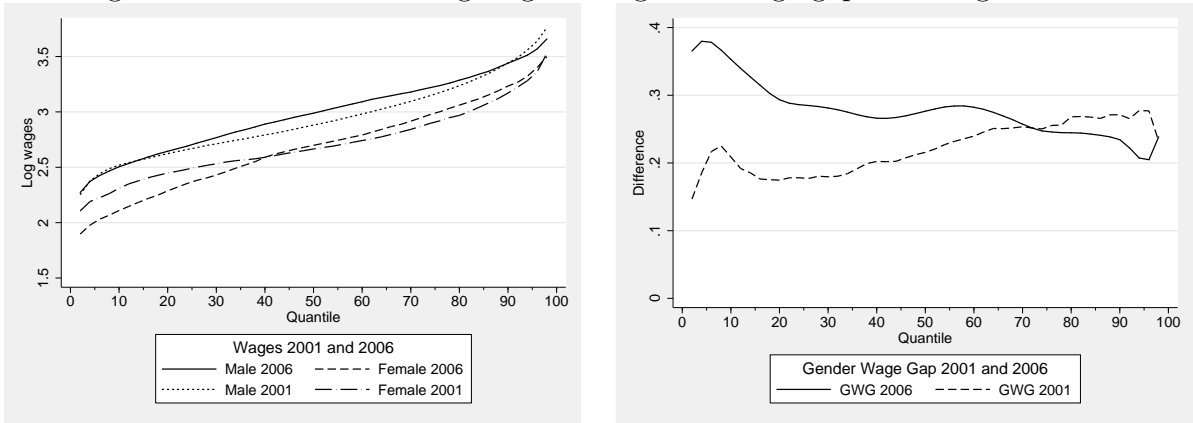 3.5
3
2.5
2
1.5
Log wages
0 10 20 30 40 50 60 70 80 90 100
Quantile
Wages 2001 and 2006
Male 2006 Female 2006
Male 2001 Female 2001
.4
.3
.2
.1
0
Difference
0 10 20 30 40 50 60 70 80 90 100
Quantile
Gender Wage Gap 2001 and 2006
GWG 2006 GWG 2001